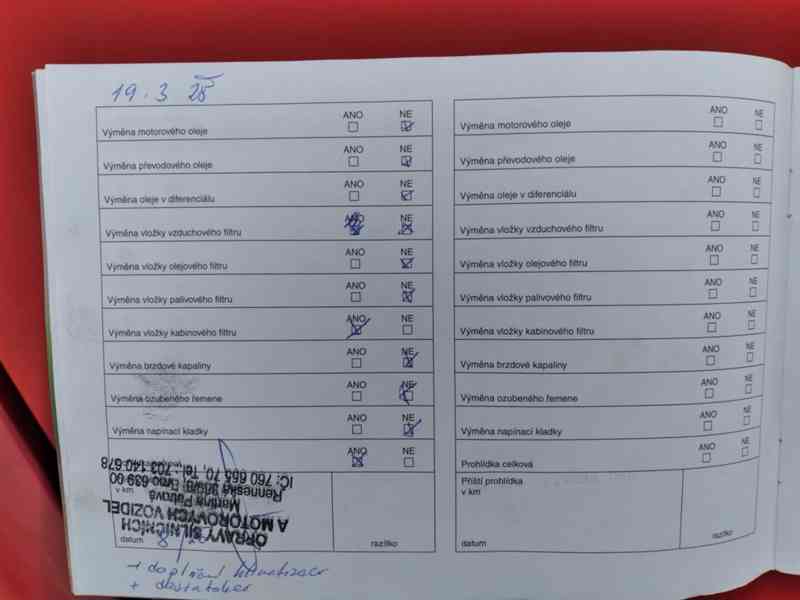 19.3 25
ANO NE
Výměna motorového oleje
ANO NE
Výměna převodového oleje
ANO NE
Výměna oleje v diferenciálu
ANO NE
Výměna vložky vzduchového filtru
ANO NE
Výměna vložky olejového filtru
ANO NE
Výměna vložky palivového filtru
ANO NE
Výměna vložky kabinového filtru
ANO NE
Výměna brzdové kapaliny
ANO NE
Výměna ozubeného řemene
ANO NE
Výměna napínací kladky
ANO NE
v km
datum
razítko
OPRAVY SILNIČNÍCH
A MOTOROVÝCH VOZIDEL
Martina
Renneská Brno 639 00
IČ: 760 665 70, Tel.: 703 140 678
+ doplnění klimatizace
+
ANO NE
Výměna motorového oleje
ANO NE
Výměna převodového oleje
ANO NE
Výměna oleje v diferenciálu
ANO NE
Výměna vložky vzduchového filtru
ANO NE
Výměna vložky olejového filtru
ANO NE
Výměna vložky palivového filtru
ANO NE
Výměna vložky kabinového filtru
ANO NE
Výměna brzdové kapaliny
ANO NE
Výměna ozubeného řemene
ANO NE
Výměna napínací kladky
ANO NE
Prohlídka celková
Příští prohlídka
v km
datum
razítko